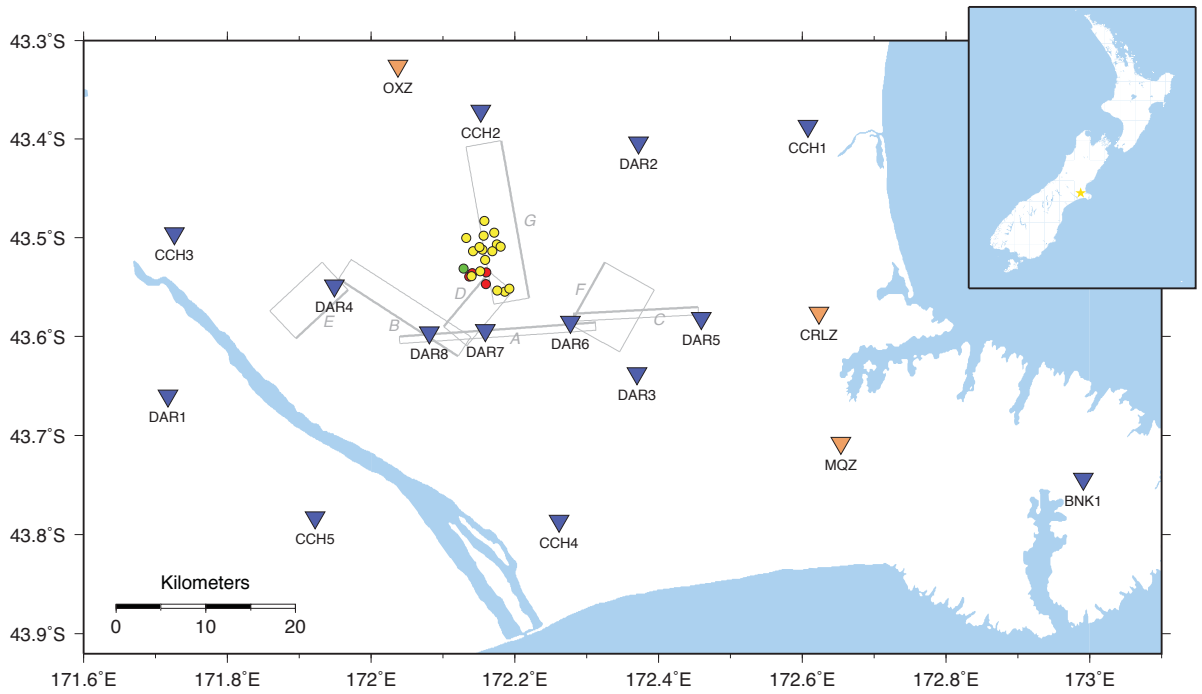 43.3˚S
OXZ
CCH2
43.4˚S
CCH1
DAR2
G
43.5˚S
CCH3
D
F
DAR4
E
B
C
CRLZ
43.6˚S
A
DAR8
DAR7
DAR6
DAR5
DAR3
DAR1
43.7˚S
MQZ
BNK1
CCH5
CCH4
43.8˚S
Kilometers
0 10 20
43.9˚S
171.6˚E 171.8˚E 172˚E 172.2˚E 172.4˚E 172.6˚E 172.8˚E 173˚E